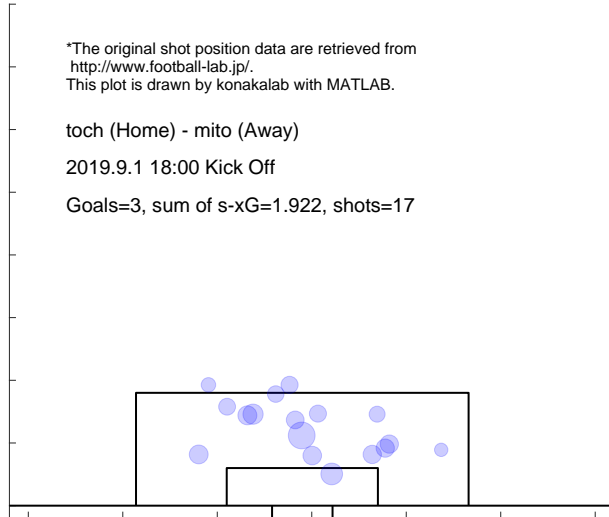 *The original shot position data are retrieved from
http://www.football-lab.jp/.
This plot is drawn by konakalab with MATLAB.
toch (Home) - mito (Away)
2019.9.1 18:00 Kick Off
Goals=3, sum of s-xG=1.922, shots=17